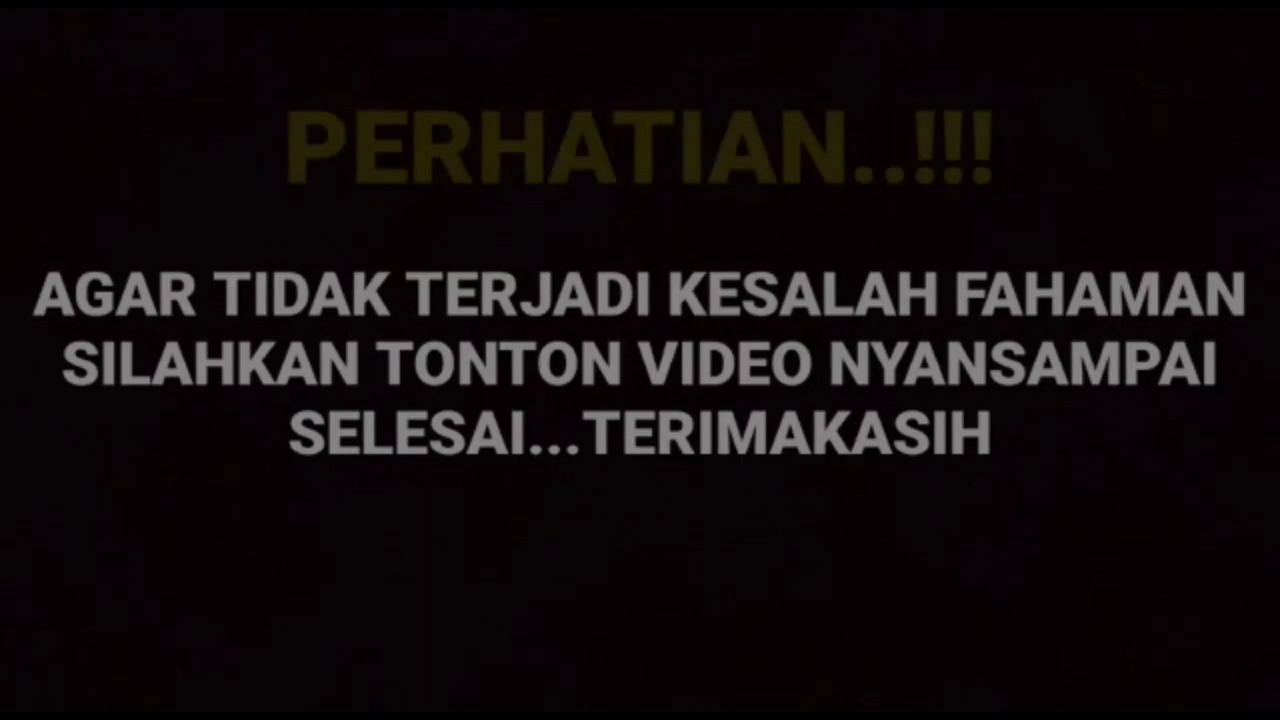 PERHATIAN..!!!
AGAR TIDAK TERJADI KESALAH FAHAMAN
SILAHKAN TONTON VIDEO NYANSAMPAI
SELESAI...TERIMAKASIH